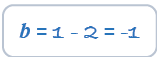 b = 1 - 2 = -1